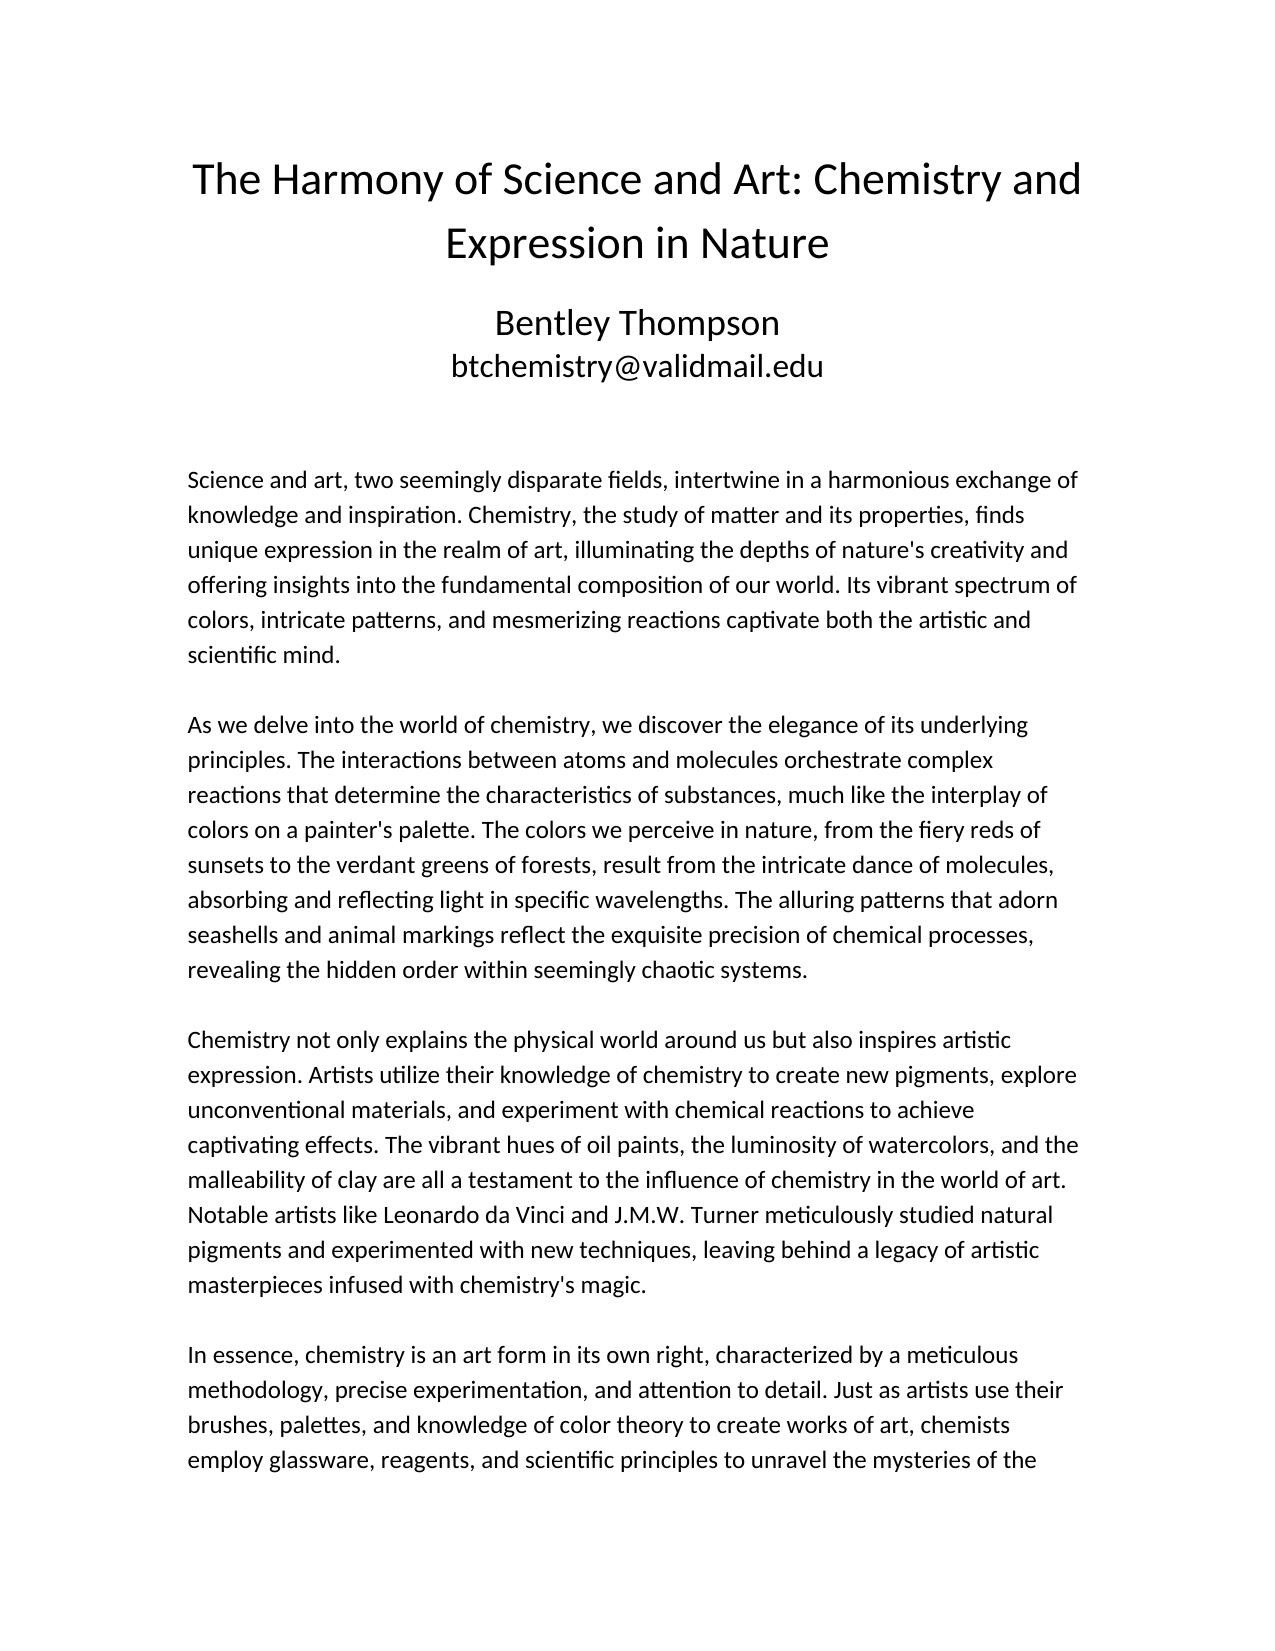 The Harmony of Science and Art: Chemistry and
Expression in Nature
Bentley Thompson
btchemistry@validmail.edu
Science and art, two seemingly disparate fields, intertwine in a harmonious exchange of
knowledge and inspiration. Chemistry, the study of matter and its properties, finds
unique expression in the realm of art, illuminating the depths of nature's creativity and
offering insights into the fundamental composition of our world. Its vibrant spectrum of
colors, intricate patterns, and mesmerizing reactions captivate both the artistic and
scientific mind.
As we delve into the world of chemistry, we discover the elegance of its underlying
principles. The interactions between atoms and molecules orchestrate complex
reactions that determine the characteristics of substances, much like the interplay of
colors on a painter's palette. The colors we perceive in nature, from the fiery reds of
sunsets to the verdant greens of forests, result from the intricate dance of molecules,
absorbing and reflecting light in specific wavelengths. The alluring patterns that adorn
seashells and animal markings reflect the exquisite precision of chemical processes,
revealing the hidden order within seemingly chaotic systems.
Chemistry not only explains the physical world around us but also inspires artistic
expression. Artists utilize their knowledge of chemistry to create new pigments, explore
unconventional materials, and experiment with chemical reactions to achieve
captivating effects. The vibrant hues of oil paints, the luminosity of watercolors, and the
malleability of clay are all a testament to the influence of chemistry in the world of art.
Notable artists like Leonardo da Vinci and J.M.W. Turner meticulously studied natural
pigments and experimented with new techniques, leaving behind a legacy of artistic
masterpieces infused with chemistry's magic.
In essence, chemistry is an art form in its own right, characterized by a meticulous
methodology, precise experimentation, and attention to detail. Just as artists use their
brushes, palettes, and knowledge of color theory to create works of art, chemists
employ glassware, reagents, and scientific principles to unravel the mysteries of the